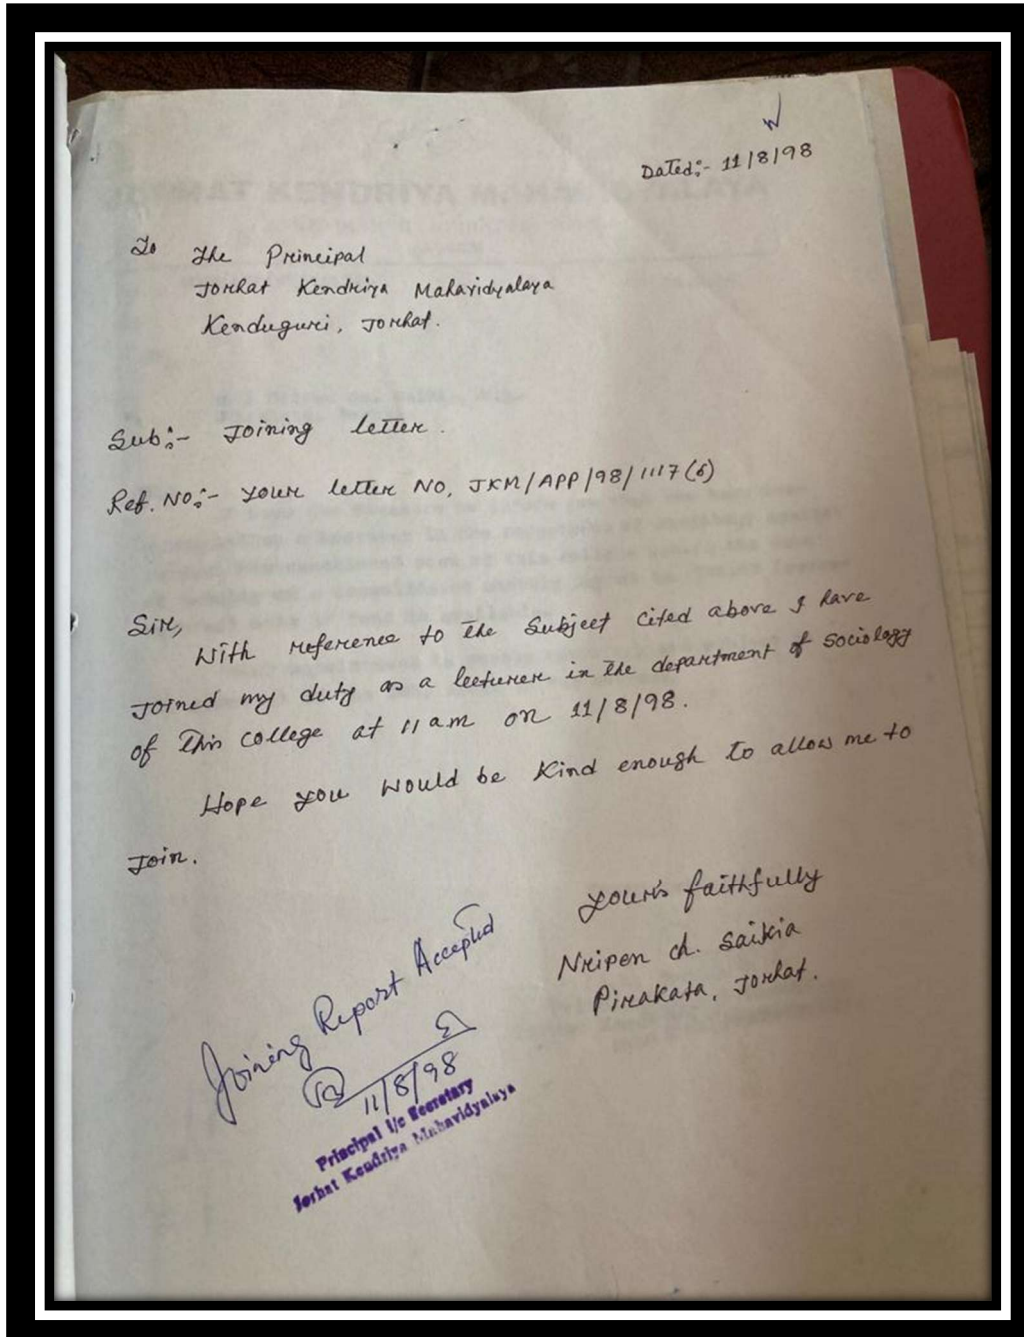 Dated:- 11/8/98
To The Principal
Jorhat Kendriya Mahavidyalaya
Kenduguri, Jorhat.
Sub:- Joining letter.
Ref. No:- Your letter No, JKM/APP/98/1117(6)
Sir,
With reference to the Subject cited above I have
Joined my duty as a lecturer in the department of Sociology
of this college at 11 am on 11/8/98.
Hope you would be kind enough to allow me to
Join.
Your's faithfully
Nripen ch. Saikia
Pirakata, Jorhat.
Joining Report Accepted
11/8/98
Principal i/c Secretary
Jorhat Kendriya Mahavidyalaya